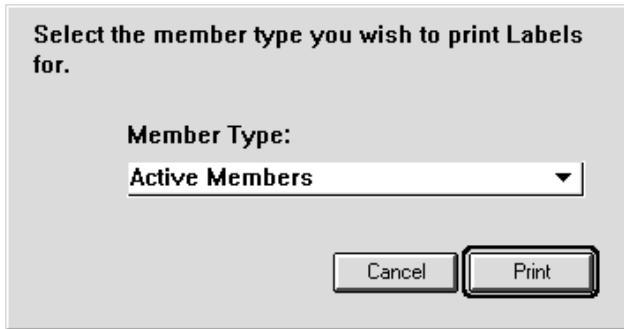 Select the member type you wish to print Labels
for.
Member Type:
Active Members
Cancel
Print